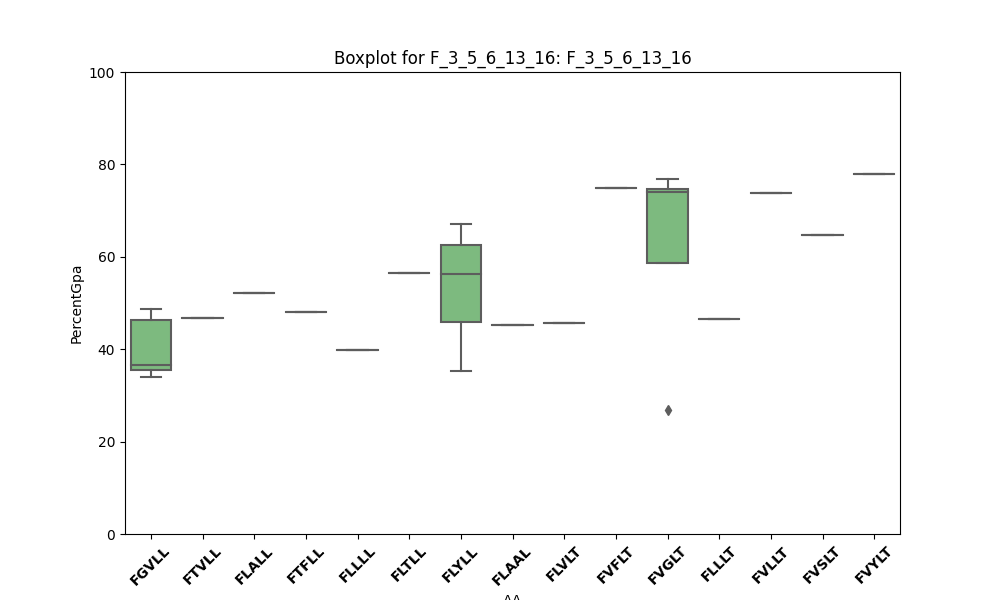 Boxplot for F_3_5_6_13_16: F_3_5_6_13_16
100
80
60
40
20
0
PercentGpa
FGVLL FTVLL FLALL FTFLL FLLLL FLTLL FLYLL FLAAL FLVLT FVFLT FVGLT FLLLT FVLLT FVSLT FVYLT
AA